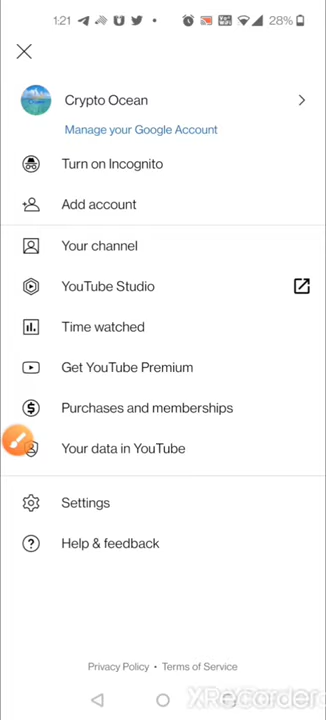 1:21 28%
Crypto Ocean
Manage your Google Account
Turn on Incognito
Add account
Your channel
YouTube Studio
Time watched
Get YouTube Premium
Purchases and memberships
Your data in YouTube
Settings
Help & feedback
Privacy Policy • Terms of Service
XRecorder